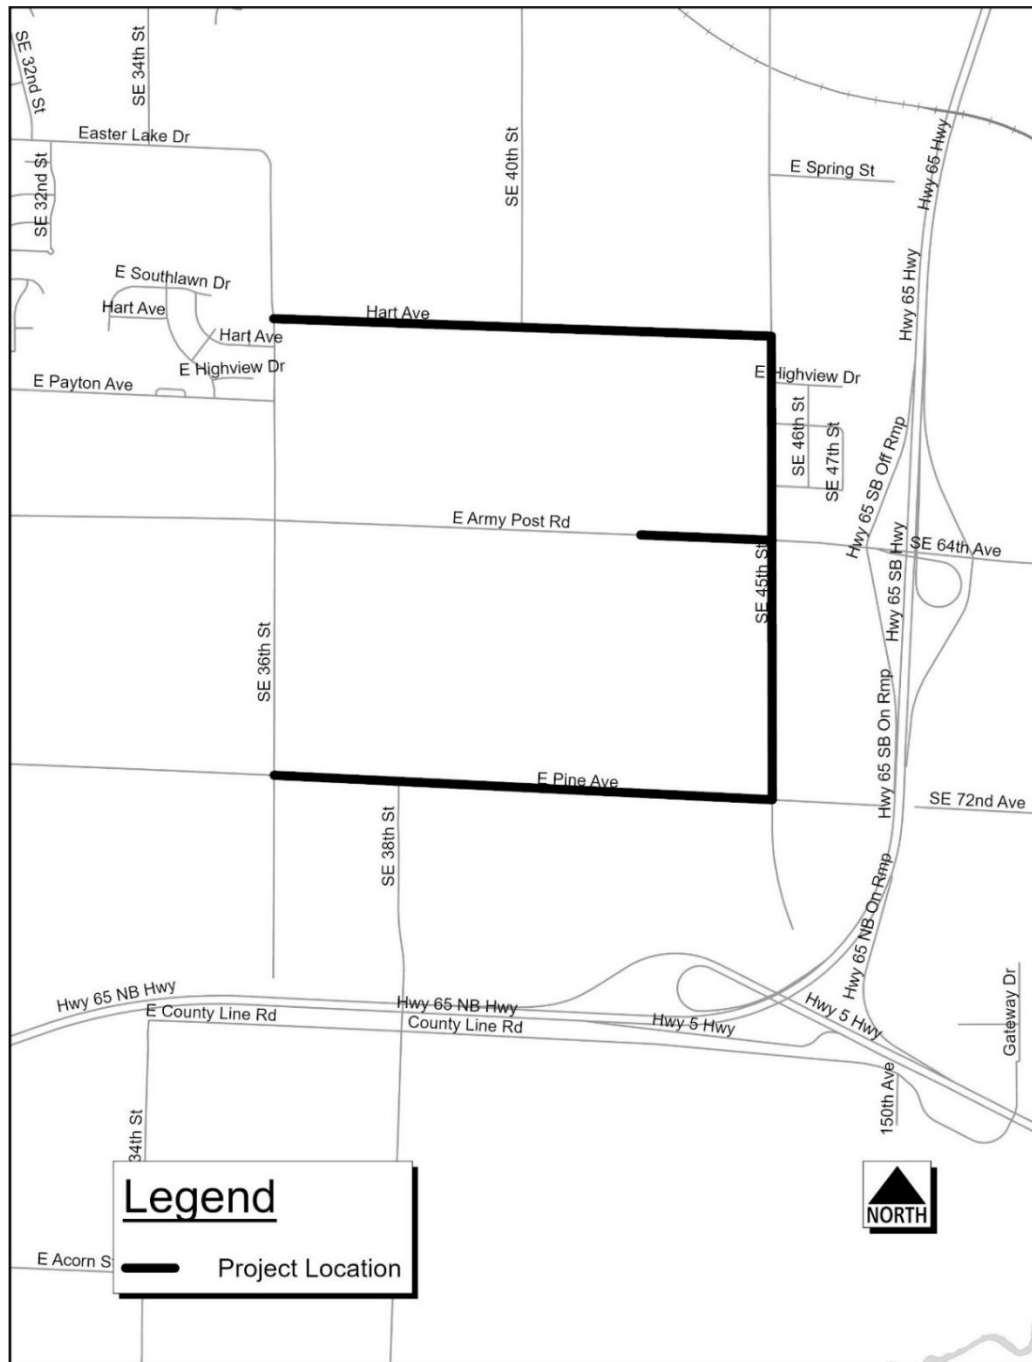 SE 32nd St
SE 34th St
Easter Lake Dr
SE 32nd St
SE 40th St
E Spring St
Hwy 65 Hwy
Hwy 65 Hwy
E Southlawn Dr
Hart Ave
Hart Ave
Hart Ave
E Highview Dr
E Payton Ave
E Highview Dr
SE 46th St
SE 47th St
Hwy 65 SB Off Rmp
E Army Post Rd
SE 64th Ave
SE 45th St
Hwy 65 SB Hwy
SE 36th St
Hwy 65 SB On Rmp
E Pine Ave
SE 72nd Ave
SE 38th St
Hwy 65 NB On Rmp
Hwy 65 NB Hwy
E County Line Rd
Hwy 65 NB Hwy
County Line Rd
Hwy 5 Hwy
Hwy 5 Hwy
Gateway Dr
150th Ave
34th St
Legend
Project Location
NORTH
E Acorn S